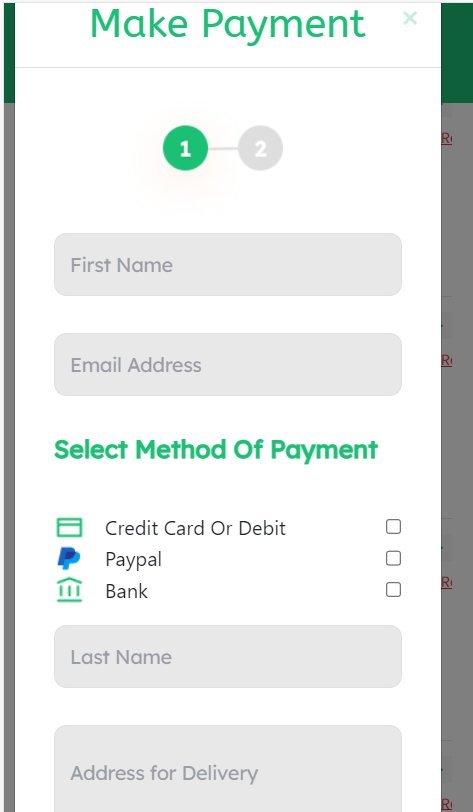 Make Payment ×
1 2
First Name
Email Address
Select Method Of Payment
Credit Card Or Debit
Paypal
Bank
Last Name
Address for Delivery